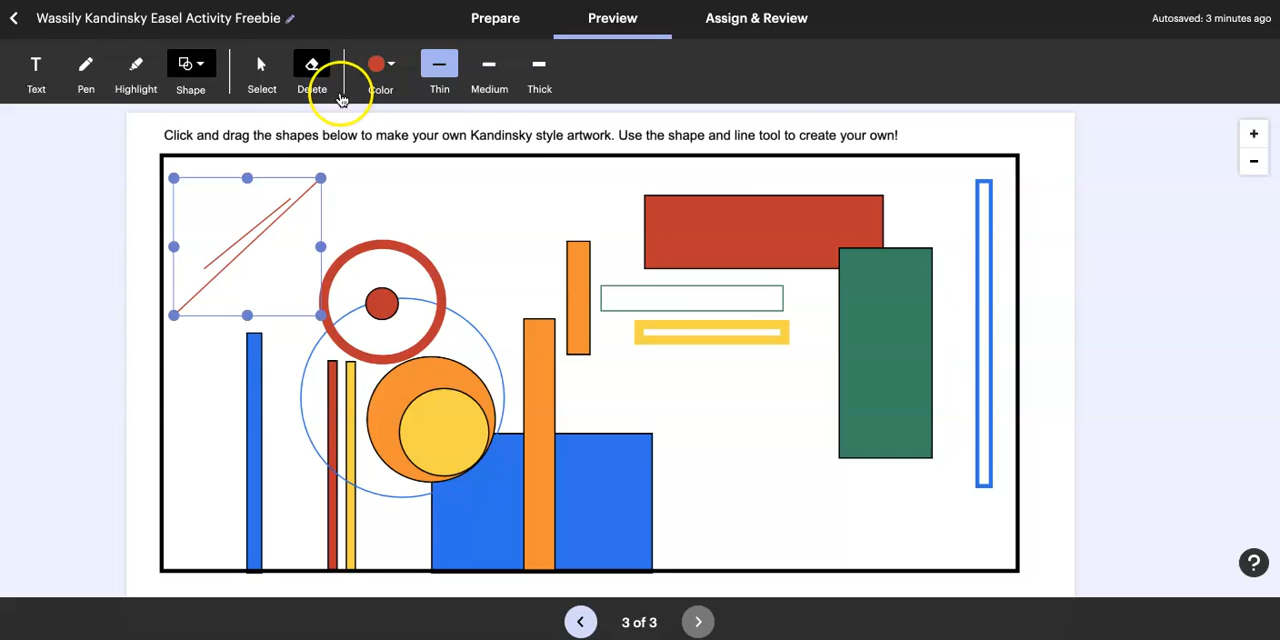 Wassily Kandinsky Easel Activity Freebie
Prepare
Preview
Assign & Review
Autosaved: 3 minutes ago
Text
Pen
Highlight
Shape
Select
Delete
Color
Thin
Medium
Thick
Click and drag the shapes below to make your own Kandinsky style artwork. Use the shape and line tool to create your own!
3 of 3